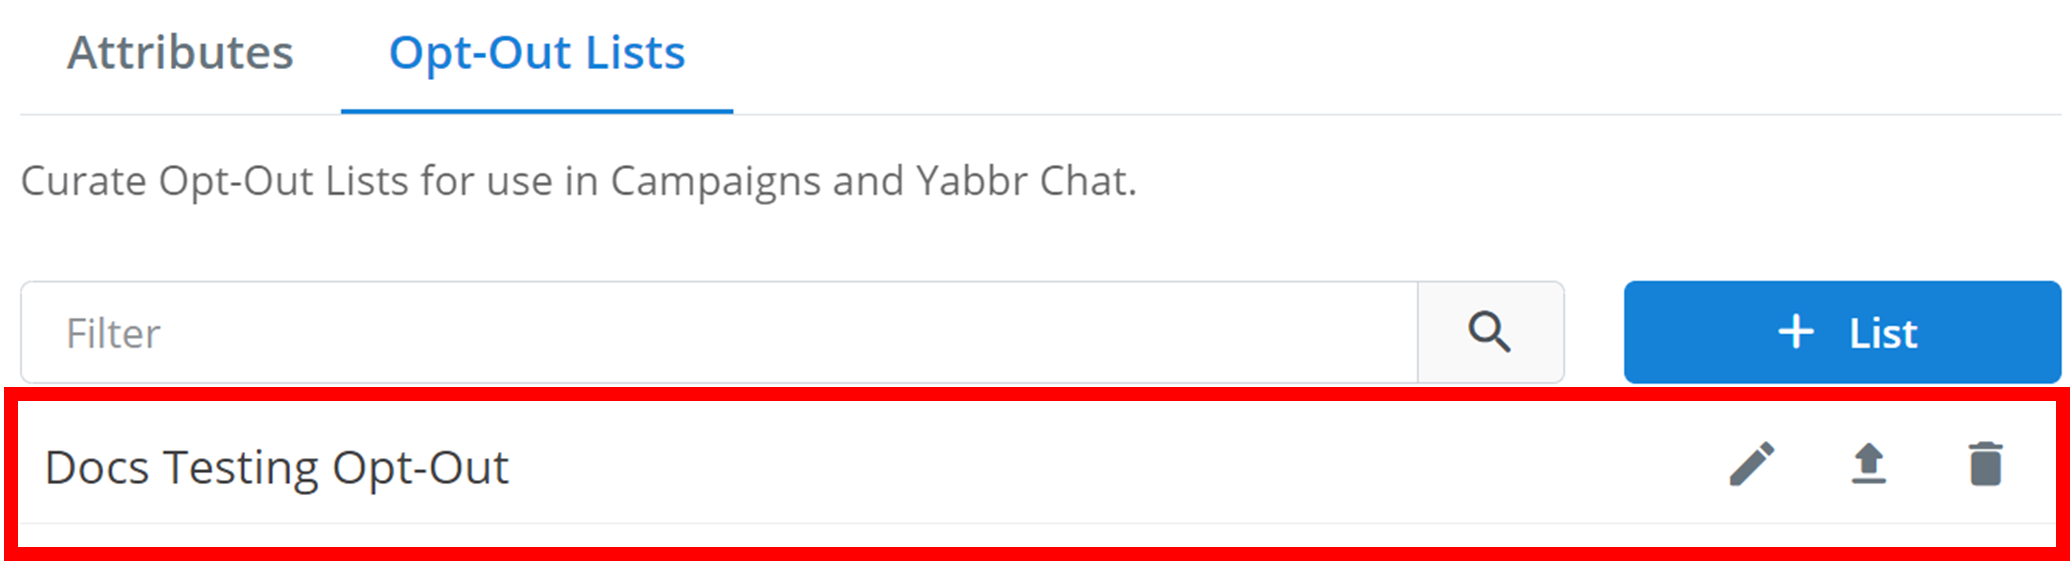 Attributes Opt-Out Lists
Curate Opt-Out Lists for use in Campaigns and Yabbr Chat.
Filter + List
Docs Testing Opt-Out